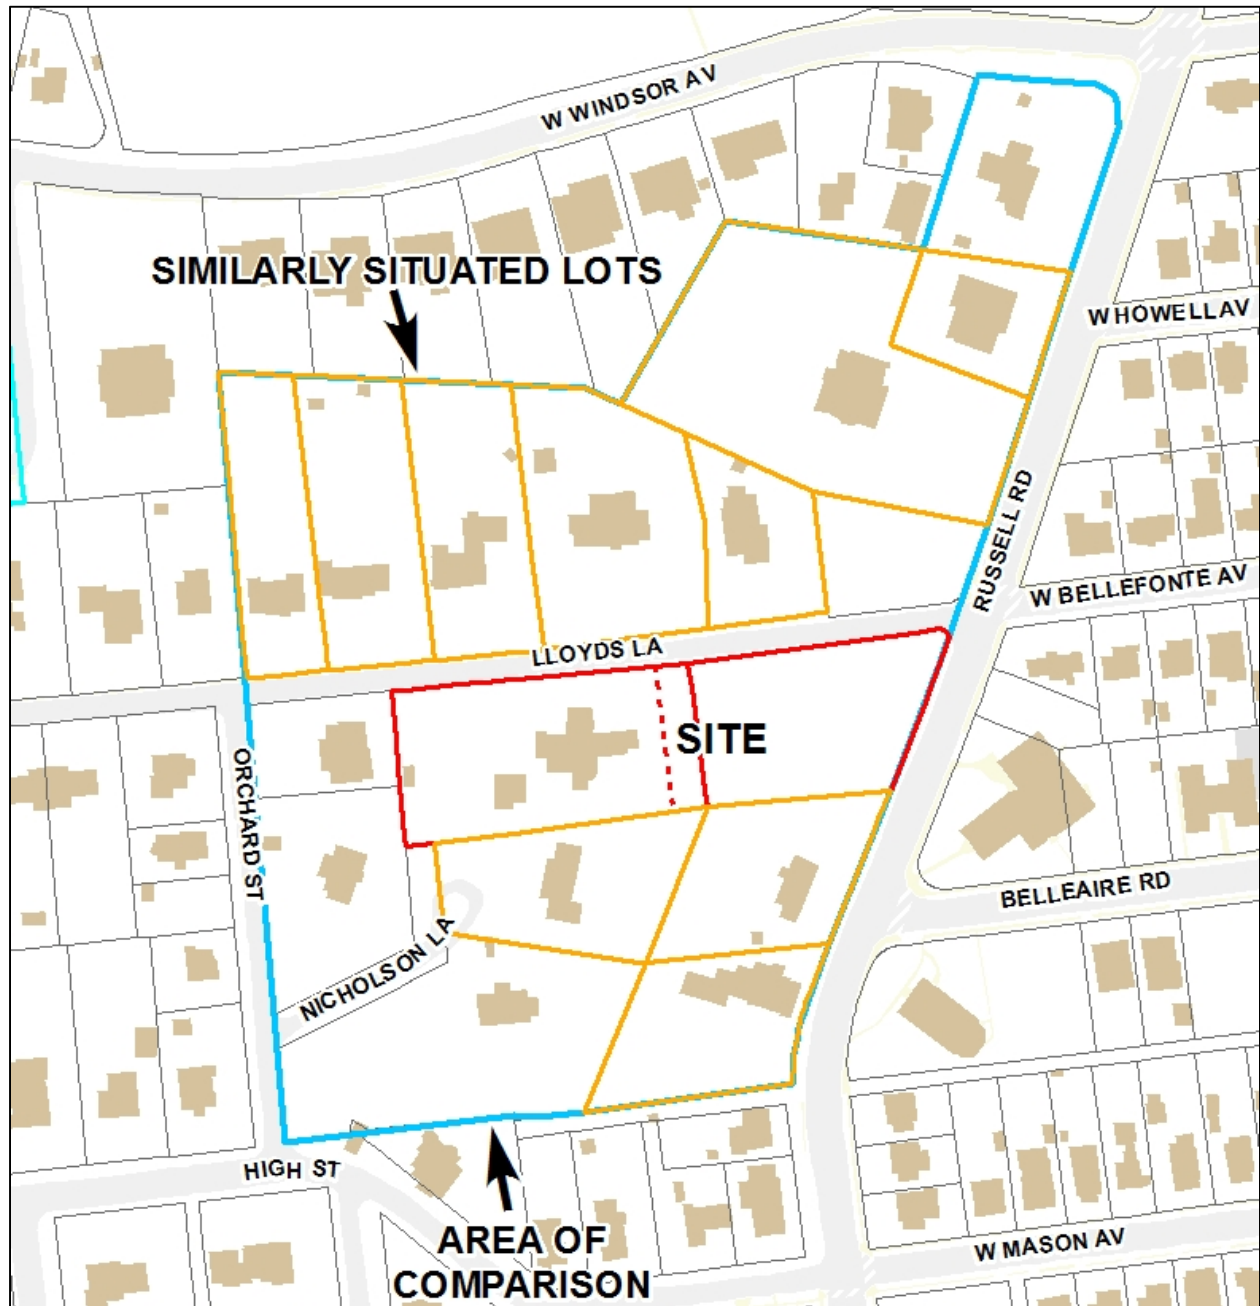 W WINDSOR AV
SIMILARLY SITUATED LOTS
W HOWELL AV
RUSSELL RD
W BELLEFONTE AV
LLOYDS LA
SITE
ORCHARD ST
BELLEAIRE RD
NICHOLSON LA
HIGH ST
AREA OF
COMPARISON
W MASON AV